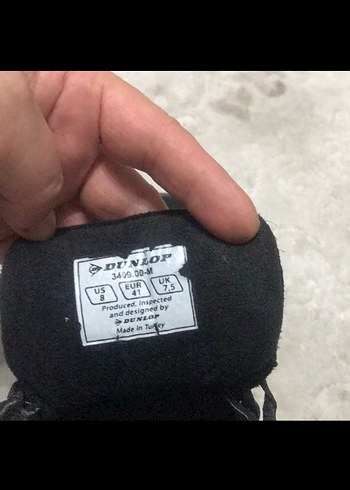 DUNLOP
3499.00-M
US EUR UK
8 41 7,5
Produced, inspected
and designed by
DUNLOP
Made in Turkey